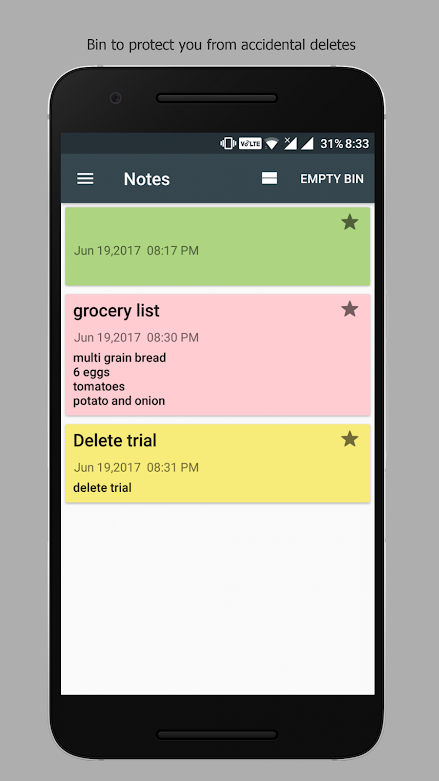 Bin to protect you from accidental deletes
VoLTE 31% 8:33
Notes EMPTY BIN
Jun 19,2017 08:17 PM
grocery list
Jun 19,2017 08:30 PM
multi grain bread
6 eggs
tomatoes
potato and onion
Delete trial
Jun 19,2017 08:31 PM
delete trial